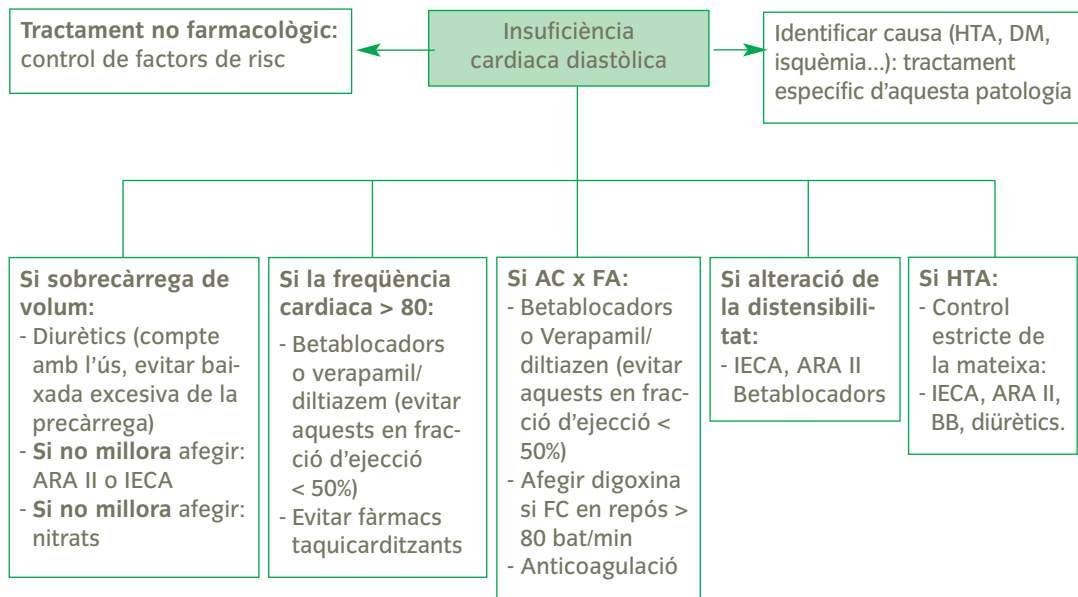 Tractament no farmacològic:
control de factors de risc
Insuficiència
cardiaca diastòlica
Identificar causa (HTA, DM,
isquèmia...): tractament
específic d'aquesta patología
Si sobrecàrrega de
volum:
- Diürètics (compte
amb l'ús, evitar bai-
xada excesiva de la
precàrrega)
- Si no millora afegir:
ARA II o IECA
- Si no millora afegir:
nitrats
Si la freqüència
cardiaca > 80:
- Betablocadors
o verapamil/
diltiazem (evitar
aquests en frac-
ció d'ejecció
< 50%)
- Evitar fàrmacs
taquicarditzants
Si AC x FA:
- Betablocadors
o Verapamil/
diltiazen (evitar
aquests en frac-
ció d'ejecció <
50%)
- Afegir digoxina
si FC en repós >
80 bat/min
- Anticoagulació
Si alteració de
la distensibili-
tat:
- IECA, ARA II
Betablocadors
Si HTA:
- Control
estricte de
la mateixa:
- IECA, ARA II,
BB, diürètics.